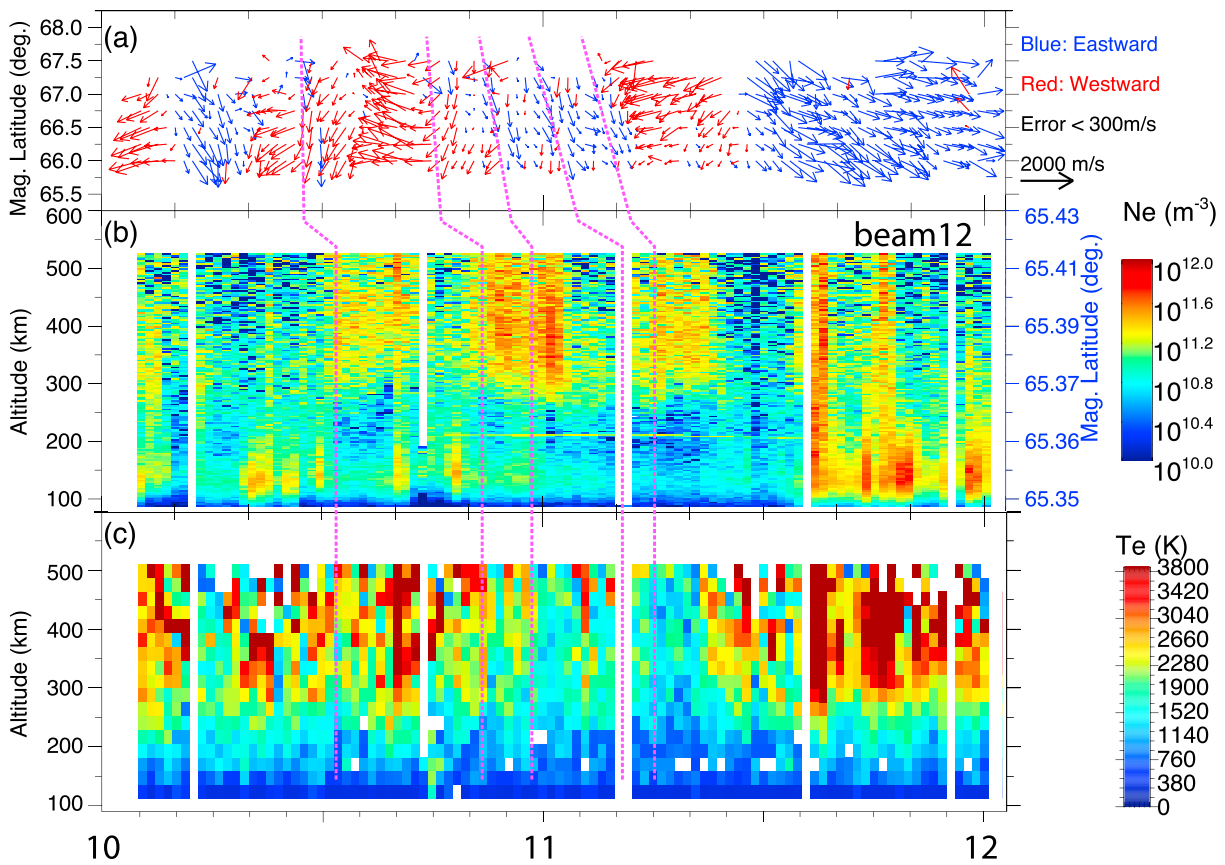 (a)
Mag. Latitude (deg.)
68.0
67.5
67.0
66.5
66.0
65.5
Blue: Eastward
Red: Westward
Error < 300m/s
2000 m/s
(b)
beam12
Altitude (km)
600
500
400
300
200
100
Mag. Latitude (deg.)
65.43
65.41
65.39
65.37
65.36
65.35
Ne (m-3)
10 12.0
10 11.6
10 11.2
10 10.8
10 10.4
10 10.0
(c)
Altitude (km)
500
400
300
200
100
Te (K)
3800
3420
3040
2660
2280
1900
1520
1140
760
380
0
10 11 12